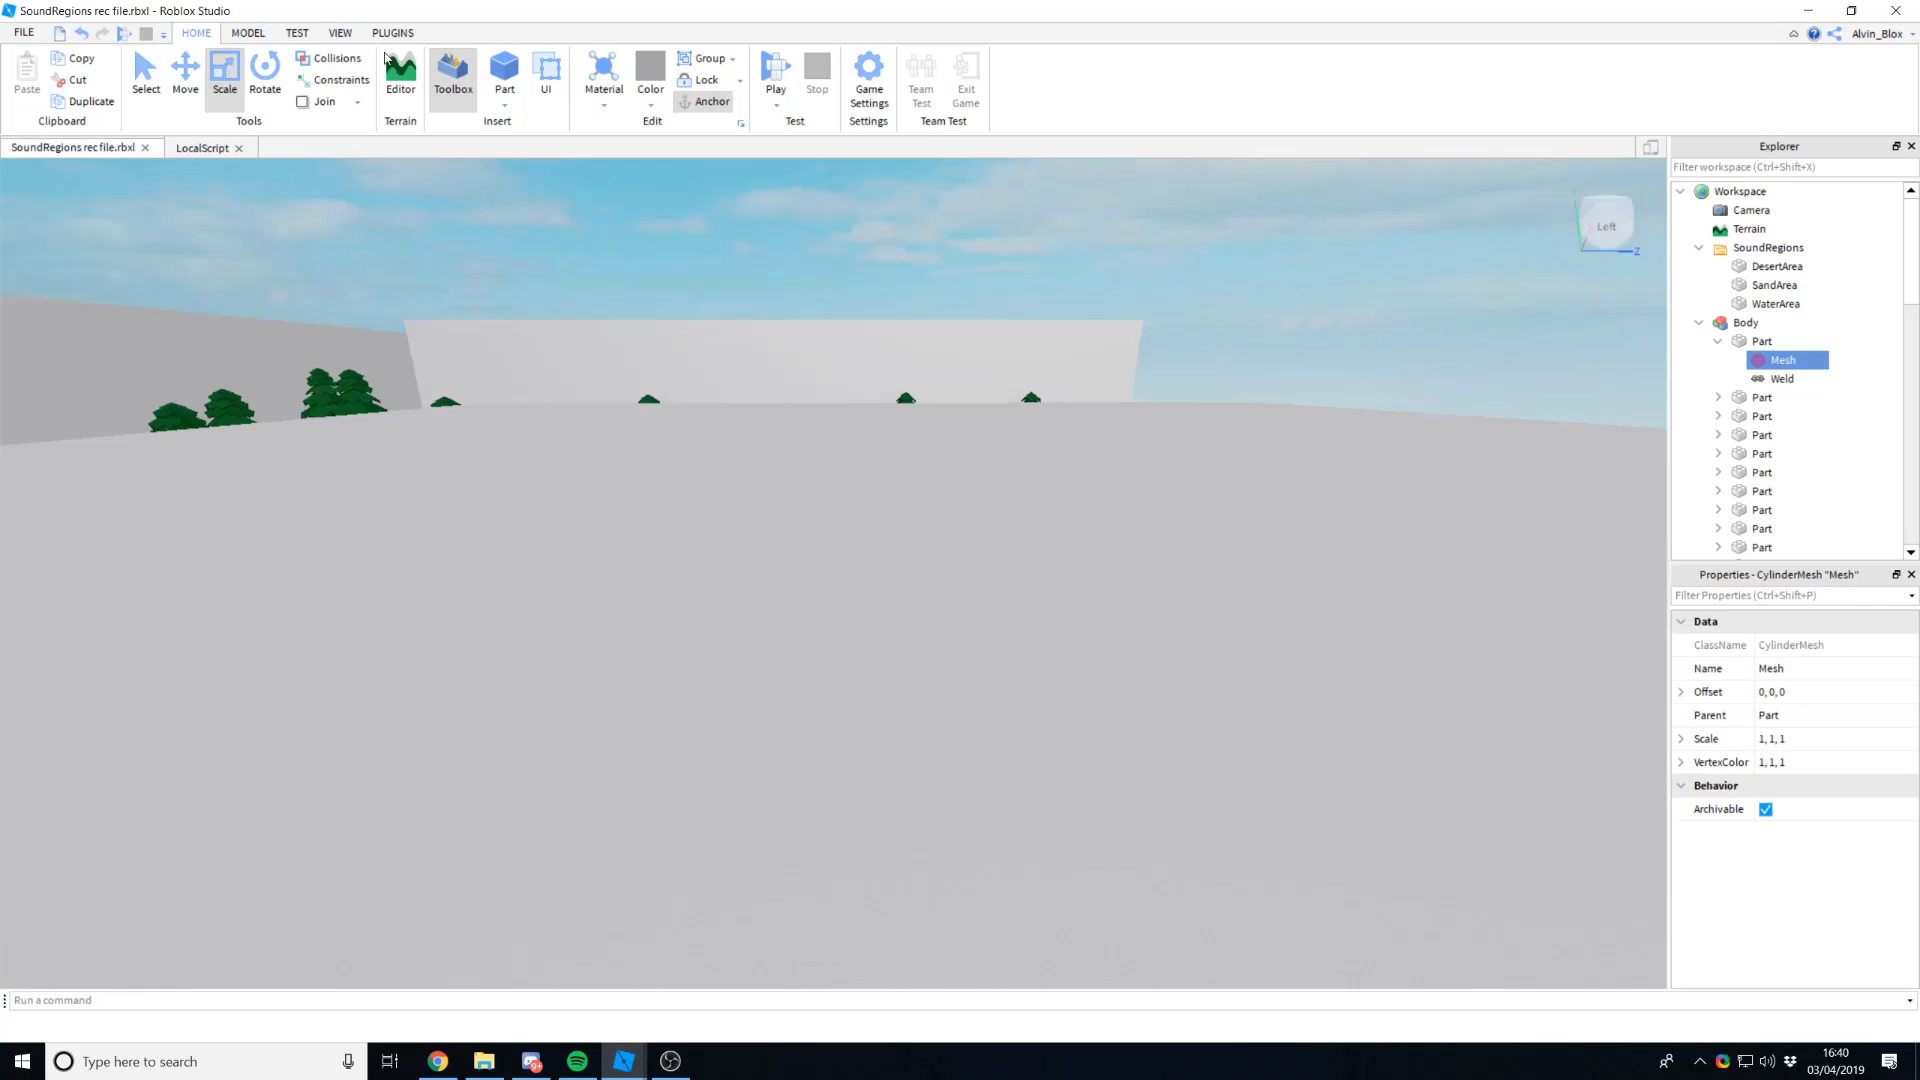 SoundRegions rec file.rbxl - Roblox Studio
FILE
HOME
MODEL
TEST
VIEW
PLUGINS
Alvin_Blox
Paste
Copy
Cut
Duplicate
Clipboard
Select
Move
Scale
Rotate
Tools
Collisions
Constraints
Join
Editor
Terrain
Toolbox
Part
UI
Insert
Material
Color
Group
Lock
Anchor
Edit
Play
Stop
Test
Game
Settings
Settings
Team
Test
Exit
Game
Team Test
SoundRegions rec file.rbxl
LocalScript
Left
Z
Explorer
Filter workspace (Ctrl+Shift+X)
Workspace
Camera
Terrain
SoundRegions
DesertArea
SandArea
WaterArea
Body
Part
Mesh
Weld
Part
Part
Part
Part
Part
Part
Part
Part
Part
Properties - CylinderMesh "Mesh"
Filter Properties (Ctrl+Shift+P)
Data
ClassName CylinderMesh
Name Mesh
Offset 0, 0, 0
Parent Part
Scale 1, 1, 1
VertexColor 1, 1, 1
Behavior
Archivable
Run a command
Type here to search
9+
16:40
03/04/2019